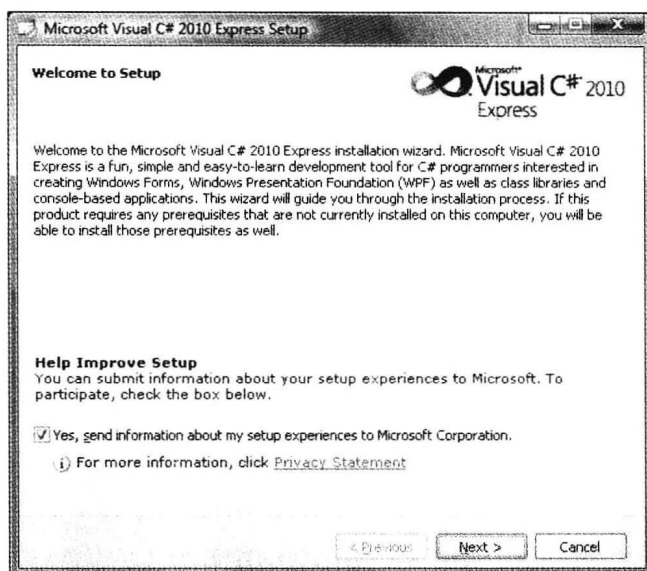 Microsoft Visual C# 2010 Express Setup
Welcome to Setup
Microsoft®
Visual C#® 2010
Express
Welcome to the Microsoft Visual C# 2010 Express installation wizard. Microsoft Visual C# 2010
Express is a fun, simple and easy-to-learn development tool for C# programmers interested in
creating Windows Forms, Windows Presentation Foundation (WPF) as well as class libraries and
console-based applications. This wizard will guide you through the installation process. If this
product requires any prerequisites that are not currently installed on this computer, you will be
able to install those prerequisites as well.
Help Improve Setup
You can submit information about your setup experiences to Microsoft. To
participate, check the box below.
Yes, send information about my setup experiences to Microsoft Corporation.
For more information, click Privacy Statement
< Previous Next > Cancel